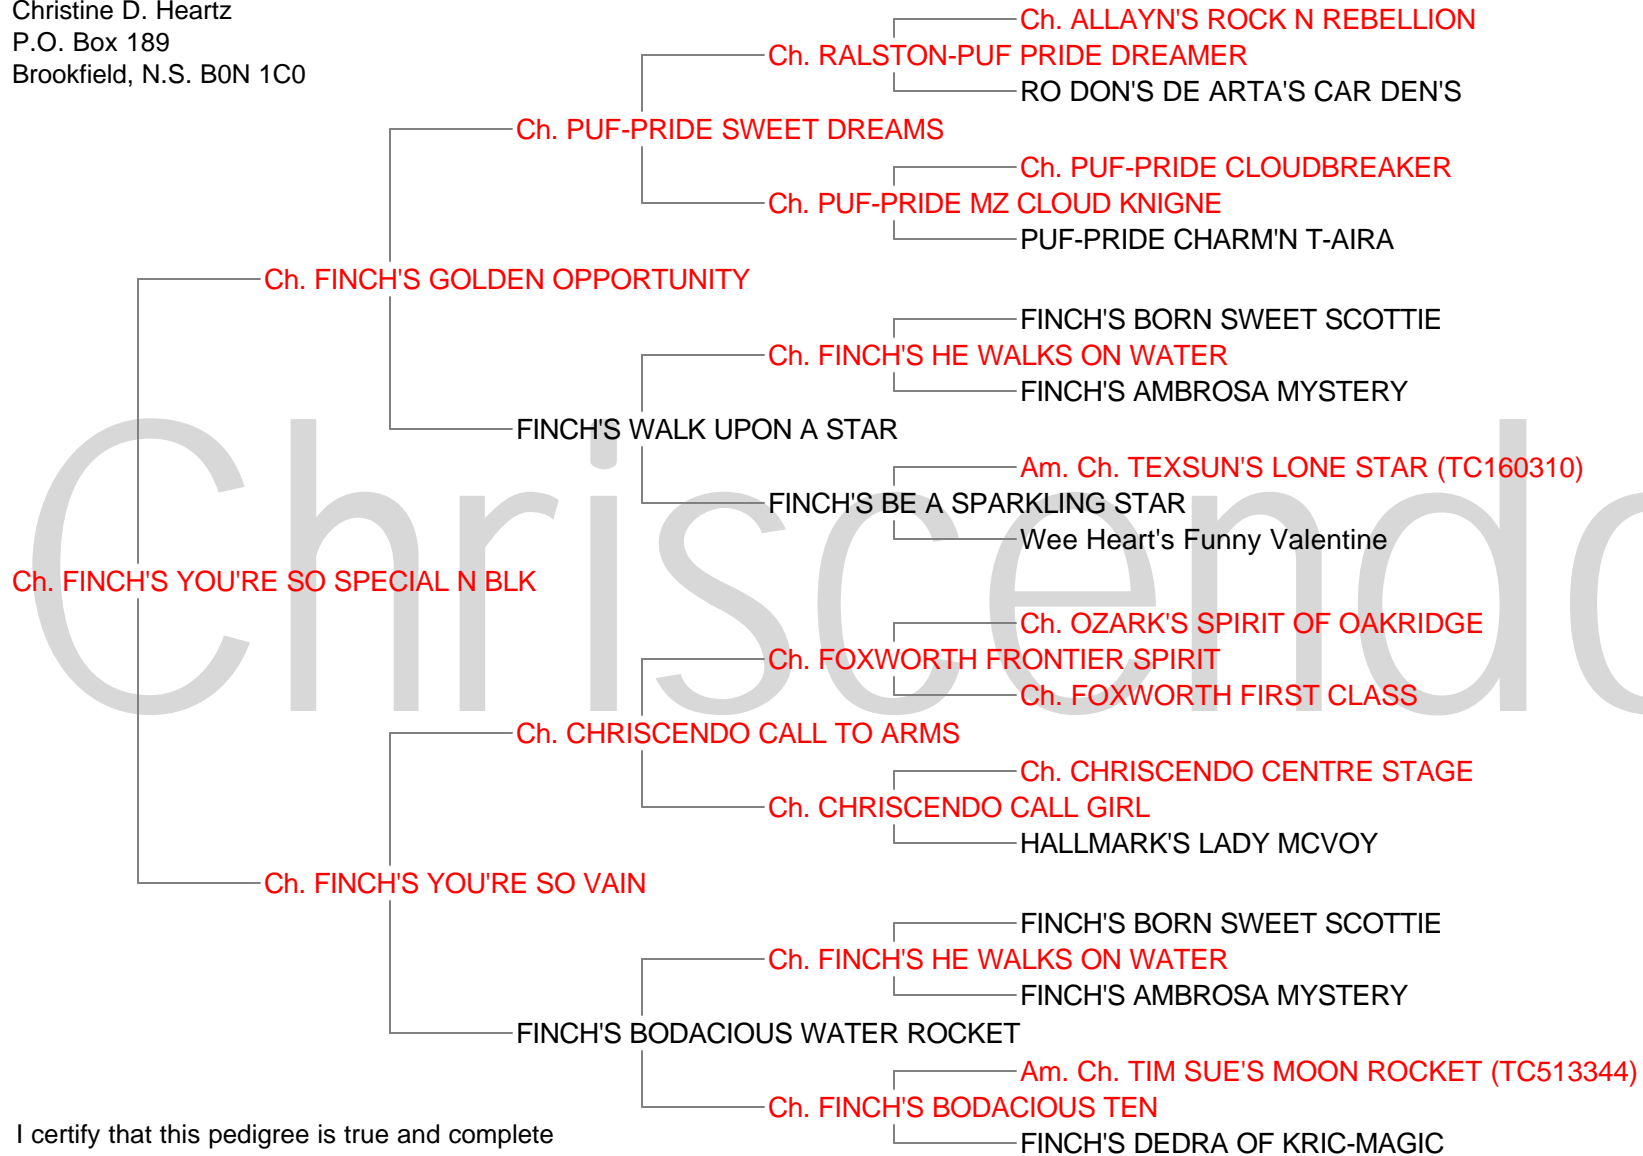 Christine D. Heartz
P.O. Box 189
Brookfield, N.S. B0N 1C0
Ch. ALLAYN'S ROCK N REBELLION
Ch. RALSTON-PUF PRIDE DREAMER
RO DON'S DE ARTA'S CAR DEN'S
Ch. PUF-PRIDE SWEET DREAMS
Ch. PUF-PRIDE CLOUDBREAKER
Ch. PUF-PRIDE MZ CLOUD KNIGNE
PUF-PRIDE CHARM'N T-AIRA
Ch. FINCH'S GOLDEN OPPORTUNITY
FINCH'S BORN SWEET SCOTTIE
Ch. FINCH'S HE WALKS ON WATER
FINCH'S AMBROSA MYSTERY
FINCH'S WALK UPON A STAR
Am. Ch. TEXSUN'S LONE STAR (TC160310)
FINCH'S BE A SPARKLING STAR
Wee Heart's Funny Valentine
Ch. FINCH'S YOU'RE SO SPECIAL N BLK
Chriscendo
Ch. OZARK'S SPIRIT OF OAKRIDGE
Ch. FOXWORTH FRONTIER SPIRIT
Ch. FOXWORTH FIRST CLASS
Ch. CHRISCENDO CALL TO ARMS
Ch. CHRISCENDO CENTRE STAGE
Ch. CHRISCENDO CALL GIRL
HALLMARK'S LADY MCVOY
Ch. FINCH'S YOU'RE SO VAIN
FINCH'S BORN SWEET SCOTTIE
Ch. FINCH'S HE WALKS ON WATER
FINCH'S AMBROSA MYSTERY
FINCH'S BODACIOUS WATER ROCKET
Am. Ch. TIM SUE'S MOON ROCKET (TC513344)
Ch. FINCH'S BODACIOUS TEN
FINCH'S DEDRA OF KRIC-MAGIC
I certify that this pedigree is true and complete